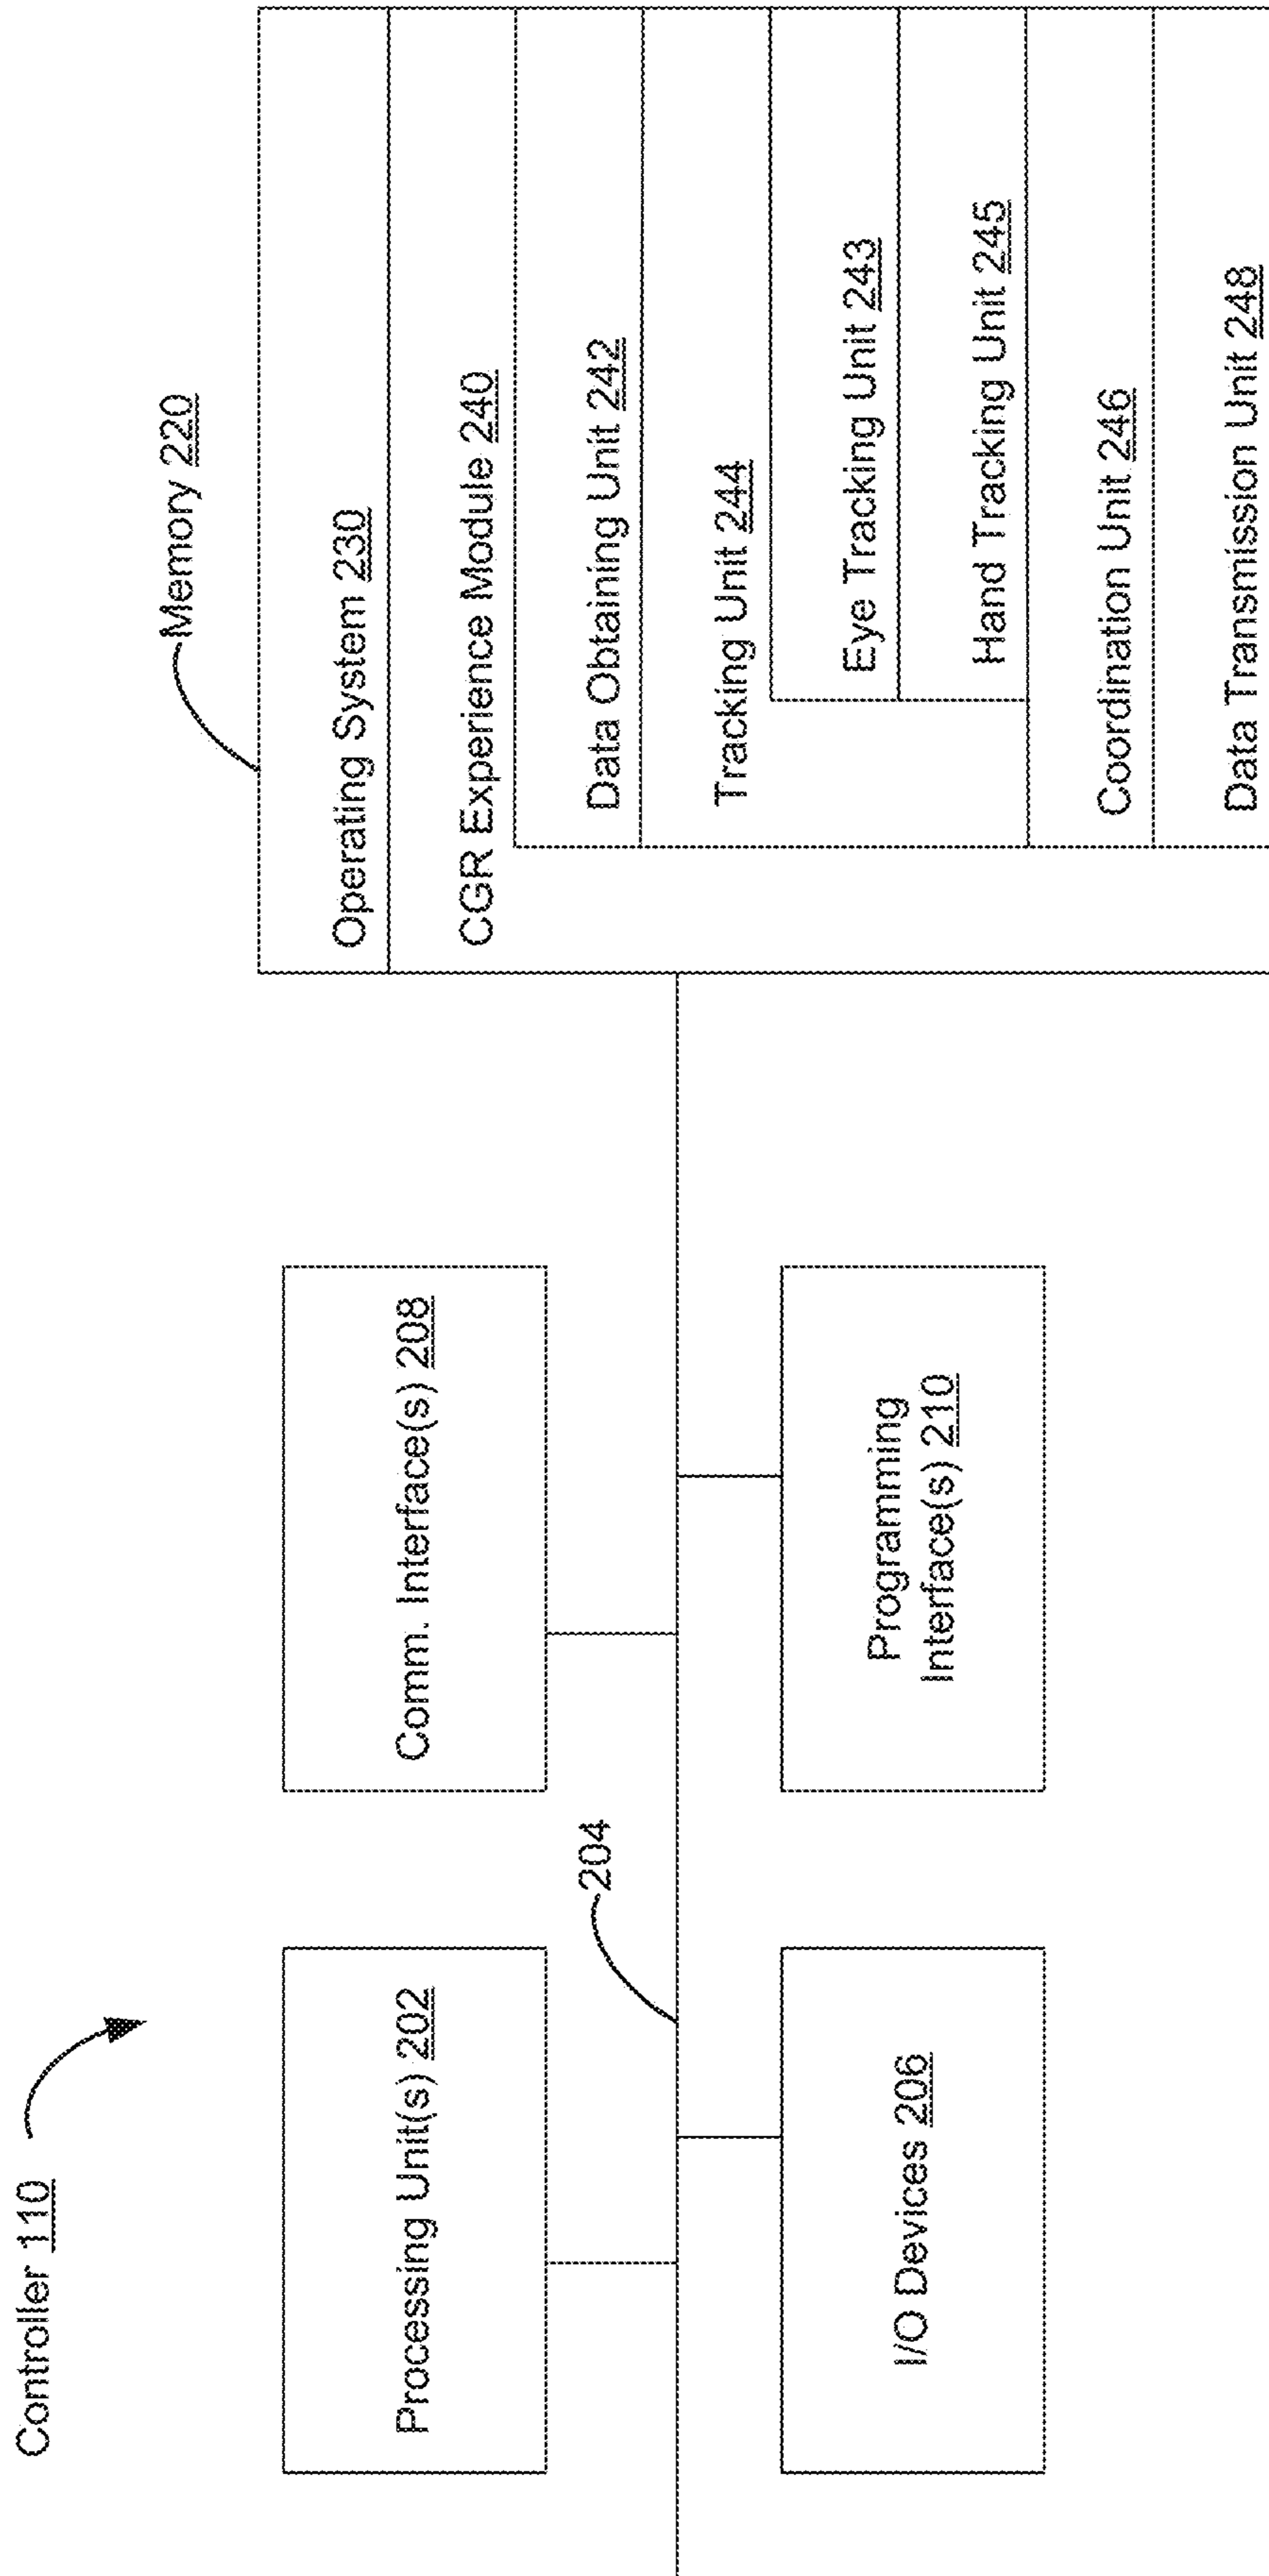 Controller 110
Processing Unit(s) 202
Comm. Interface(s) 208
204
I/O Devices 206
Programming
Interface(s) 210
Memory 220
Operating System 230
CGR Experience Module 240
Data Obtaining Unit 242
Tracking Unit 244
Eye Tracking Unit 243
Hand Tracking Unit 245
Coordination Unit 246
Data Transmission Unit 248